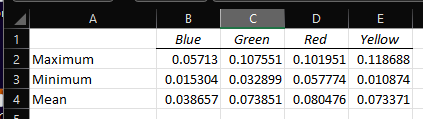 A B C D E
1 Blue Green Red Yellow
2 Maximum 0.05713 0.107551 0.101951 0.118688
3 Minimum 0.015304 0.032899 0.057774 0.010874
4 Mean 0.038657 0.073851 0.080476 0.073371